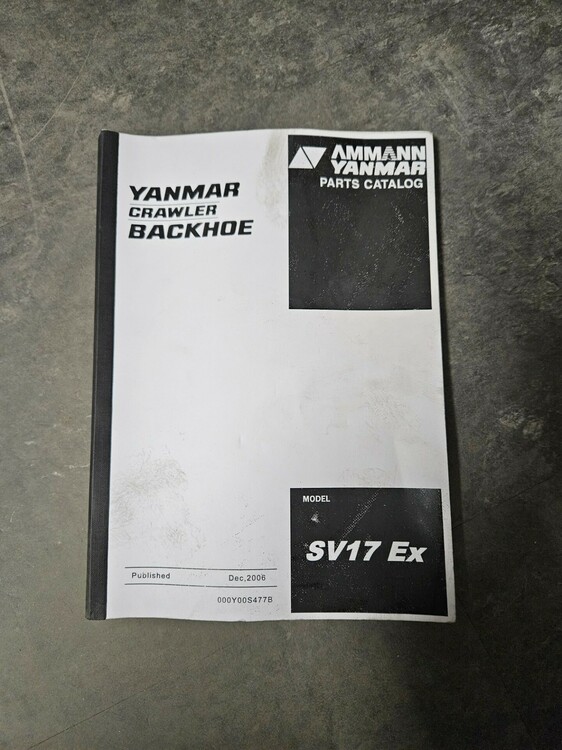 YANMAR
CRAWLER
BACKHOE
AMMANN
YANMAR
PARTS CATALOG
MODEL
SV17 Ex
Published Dec,2006
000Y00S477B